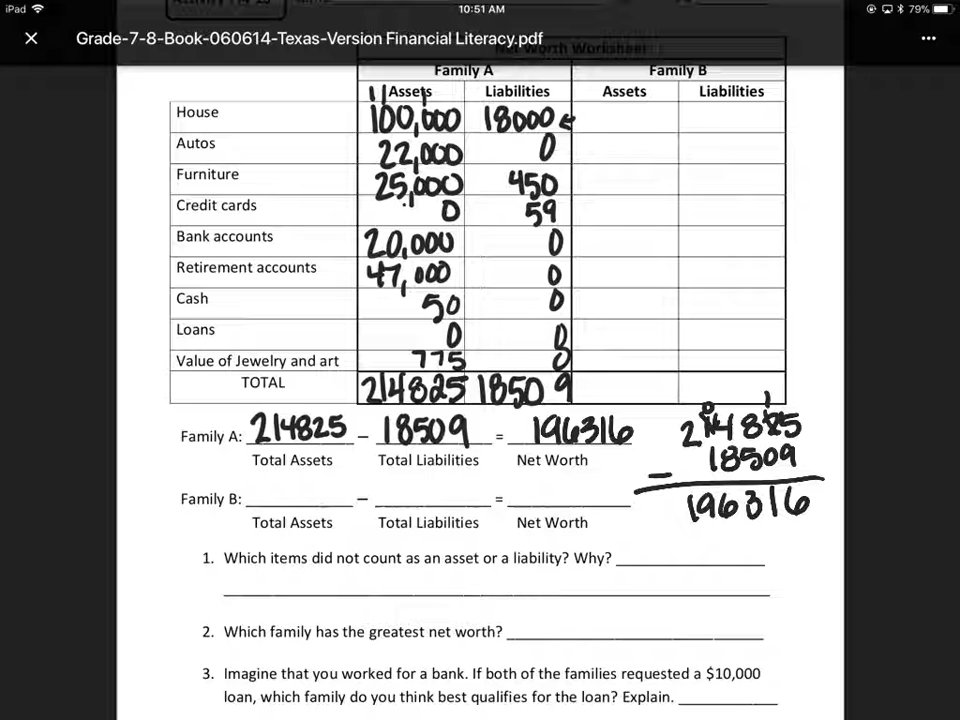 iPad 10:51 AM 79%
Grade-7-8-Book-060614-Texas-Version Financial Literacy.pdf
Net Worth Worksheet
Family A Family B
Assets Liabilities Assets Liabilities
1 1 1
House 100,000 18000
Autos 22,000 0
Furniture 25,000 450
Credit cards 0 59
Bank accounts 20,000 0
Retirement accounts 47,000 0
Cash 50 0
Loans 0 0
Value of Jewelry and art 775 0
TOTAL 214825 18509
Family A: 214825 – 18509 = 196316
Total Assets Total Liabilities Net Worth
Family B: – =
Total Assets Total Liabilities Net Worth
0 1
214825
– 18509
196316
1. Which items did not count as an asset or a liability? Why?
2. Which family has the greatest net worth?
3. Imagine that you worked for a bank. If both of the families requested a $10,000
loan, which family do you think best qualifies for the loan? Explain.